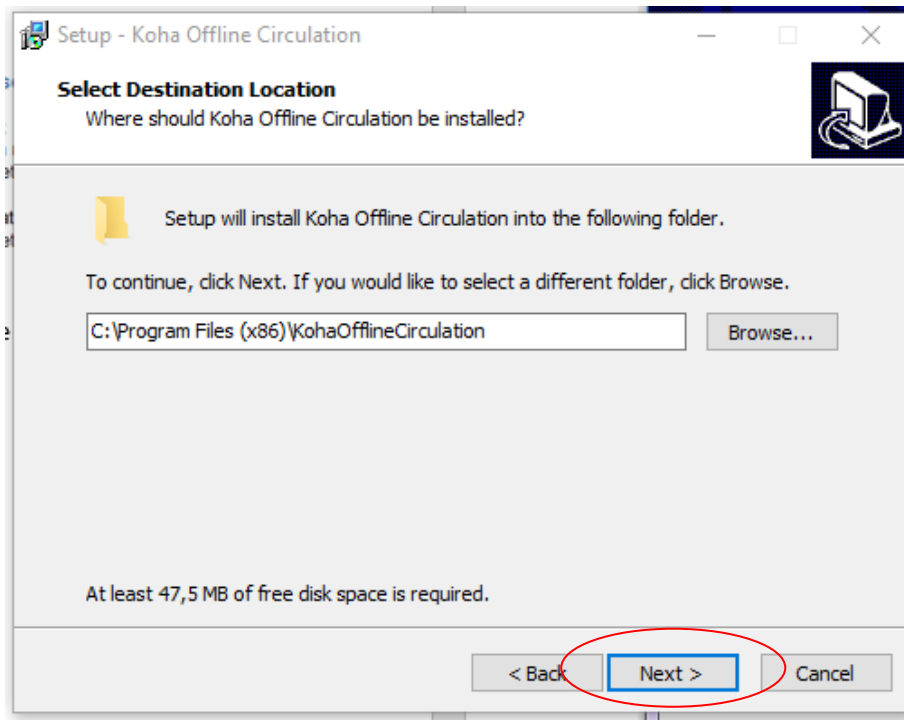 Setup - Koha Offline Circulation
Select Destination Location
Where should Koha Offline Circulation be installed?
Setup will install Koha Offline Circulation into the following folder.
To continue, click Next. If you would like to select a different folder, click Browse.
C:\Program Files (x86)\KohaOfflineCirculation
Browse...
At least 47,5 MB of free disk space is required.
< Back
Next >
Cancel